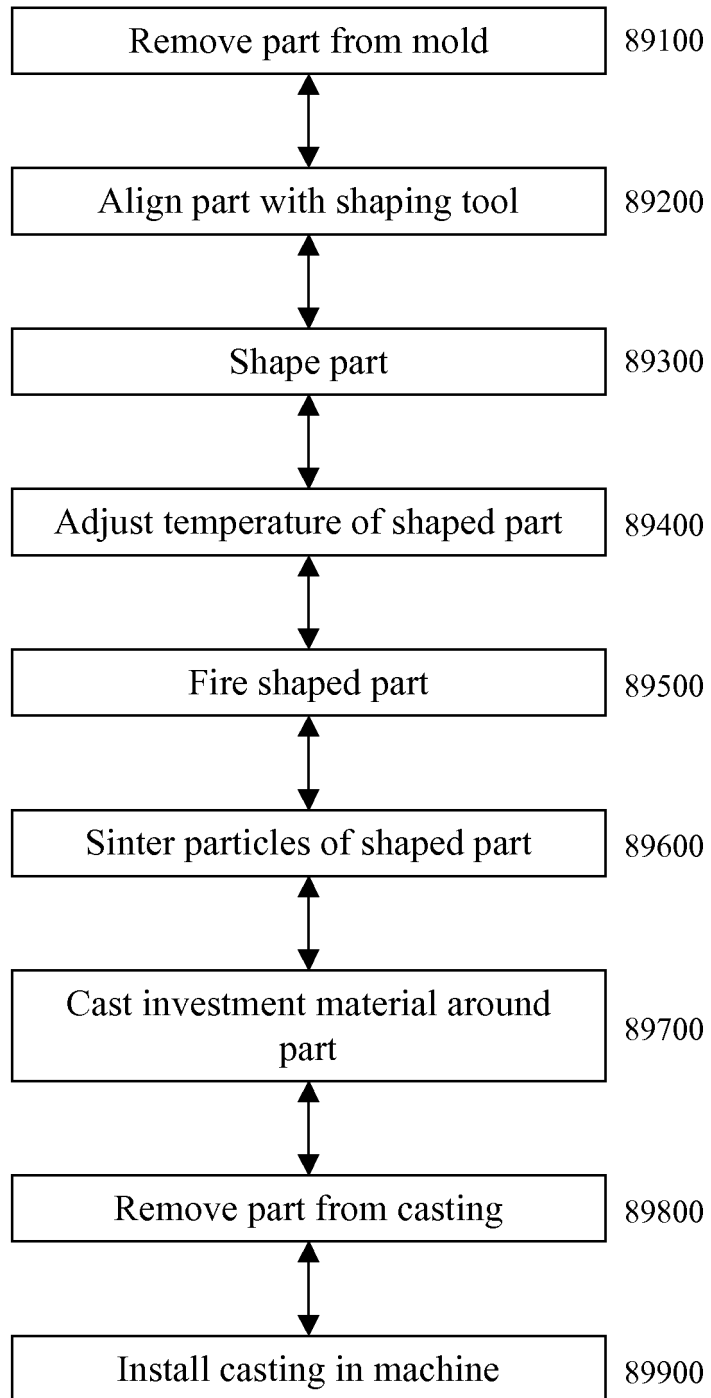 Remove part from mold 89100
Align part with shaping tool 89200
Shape part 89300
Adjust temperature of shaped part 89400
Fire shaped part 89500
Sinter particles of shaped part 89600
Cast investment material around
part
89700
Remove part from casting 89800
Install casting in machine 89900